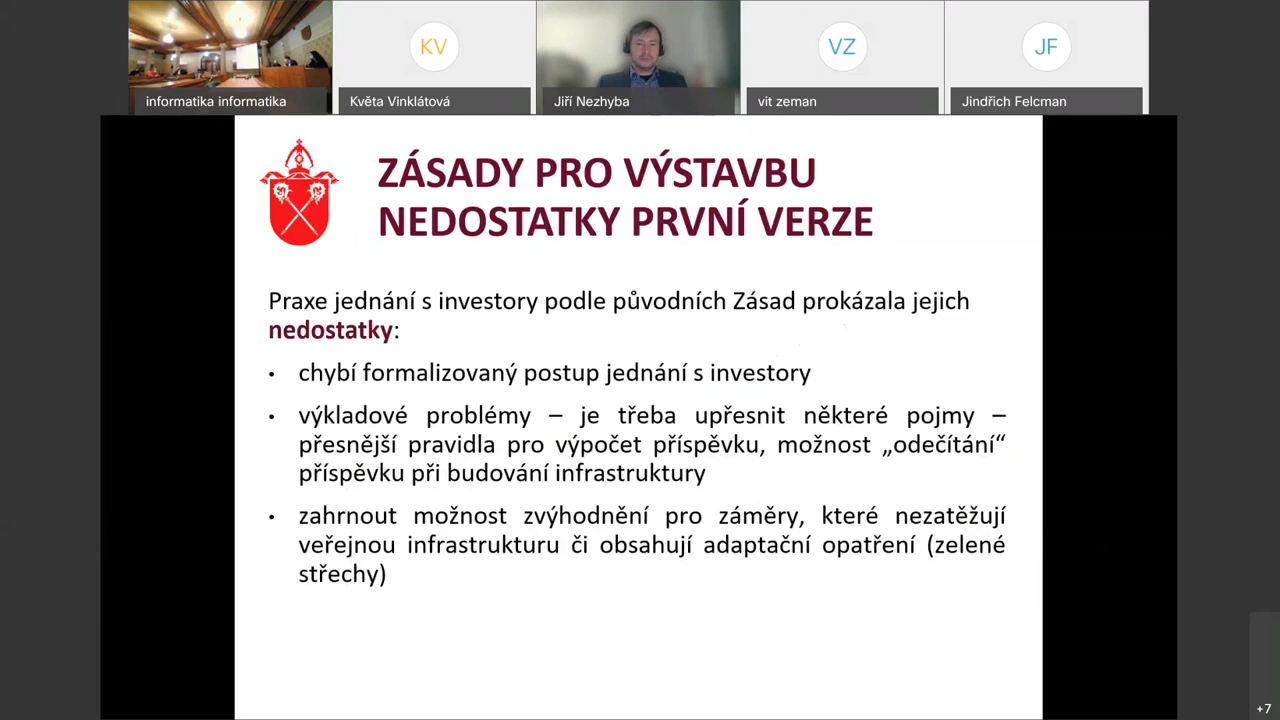 KV
VZ
JF
informatika informatika
Květa Vinklátová
Jiří Nezhyba
vit zeman
Jindřich Felcman
ZÁSADY PRO VÝSTAVBU
NEDOSTATKY PRVNÍ VERZE
Praxe jednání s investory podle původních Zásad prokázala jejich
nedostatky:
• chybí formalizovaný postup jednání s investory
• výkladové problémy – je třeba upřesnit některé pojmy –
přesnější pravidla pro výpočet příspěvku, možnost „odečítání“
příspěvku při budování infrastruktury
• zahrnout možnost zvýhodnění pro záměry, které nezatěžují
veřejnou infrastrukturu či obsahují adaptační opatření (zelené
střechy)
+7